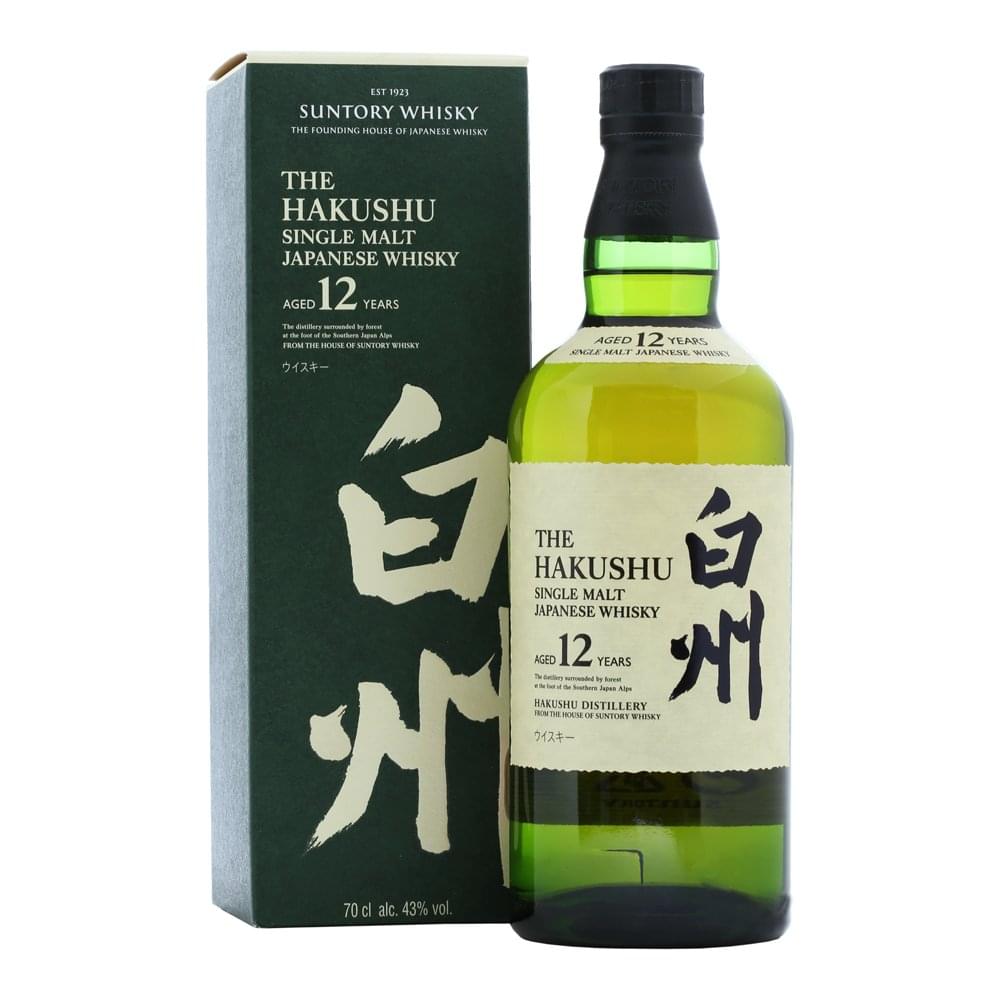 EST 1923
SUNTORY WHISKY
THE FOUNDING HOUSE OF JAPANESE WHISKY
THE
HAKUSHU
SINGLE MALT
JAPANESE WHISKY
AGED 12 YEARS
The distillery surrounded by forest
at the foot of the Southern Japan Alps
FROM THE HOUSE OF SUNTORY WHISKY
ウイスキー
白州
70 cl alc. 43% vol.
AGED 12 YEARS
SINGLE MALT JAPANESE WHISKY
THE
HAKUSHU
SINGLE MALT
JAPANESE WHISKY
AGED 12 YEARS
The distillery surrounded by forest
at the foot of the Southern Japan Alps
HAKUSHU DISTILLERY
FROM THE HOUSE OF SUNTORY WHISKY
ウイスキー
白州
SUNTORY